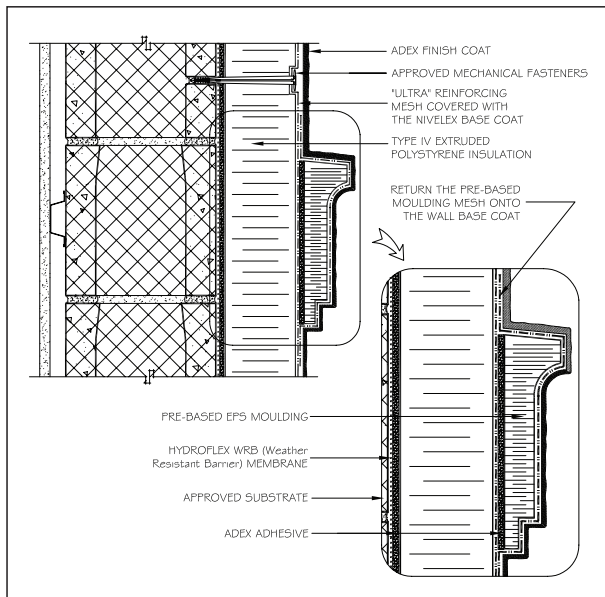 ADEX FINISH COAT
APPROVED MECHANICAL FASTENERS
"ULTRA" REINFORCING
MESH COVERED WITH
THE NIVELEX BASE COAT
TYPE IV EXTRUDED
POLYSTYRENE INSULATION
RETURN THE PRE-BASED
MOULDING MESH ONTO
THE WALL BASE COAT
PRE-BASED EPS MOULDING
HYDROFLEX WRB (Weather
Resistant Barrier) MEMBRANE
APPROVED SUBSTRATE
ADEX ADHESIVE